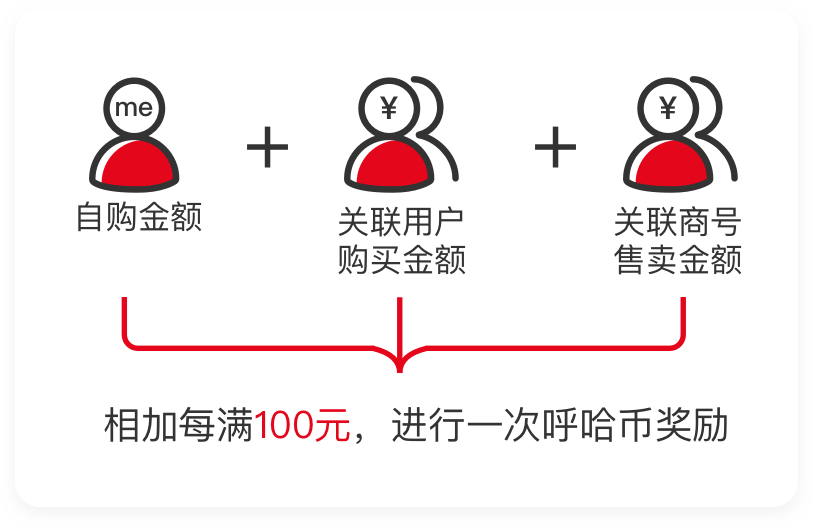 me
¥
¥
自购金额
关联用户
购买金额
关联商号
售卖金额
相加每满100元，进行一次呼哈币奖励